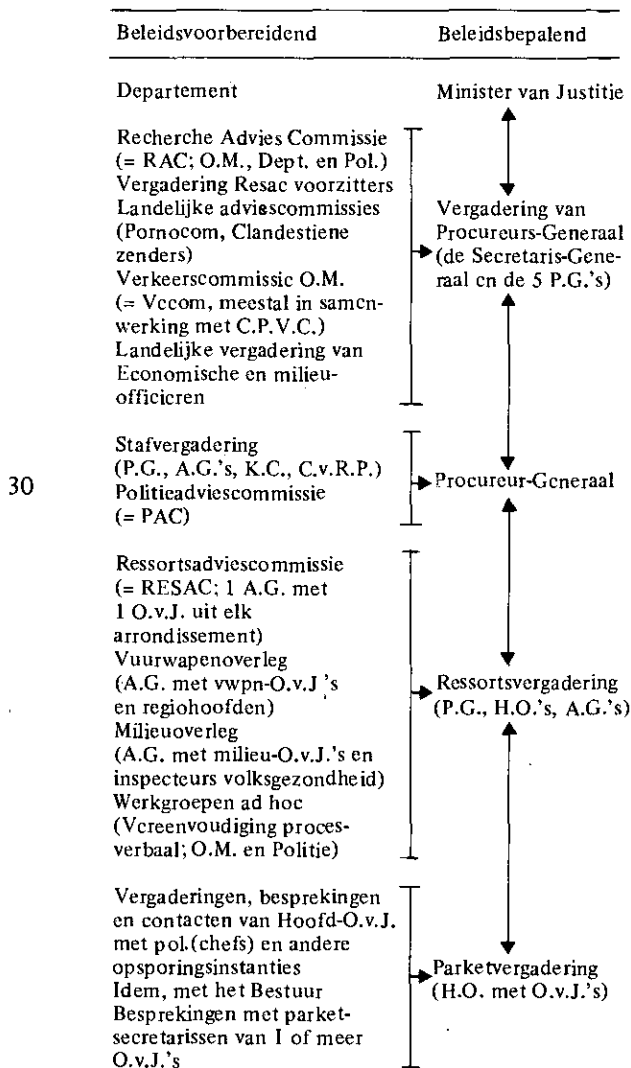 Beleidsvoorbereidend
Departement
Recherche Advies Commissie
(= RAC; O.M., Dept. en Pol.)
Vergadering Resac voorzitters
Landelijke adviescommissies
(Pornocom, Clandestiene
zenders)
Verkeerscommissie O.M.
(= Vecom, meestal in samen-
werking met C.P.V.C.)
Landelijke vergadering van
Economische en milieu-
officieren
Stafvergadering
(P.G., A.G.'s, K.C., C.v.R.P.)
Politieadviescommissie
(= PAC)
Ressortsadviescommissie
(= RESAC; 1 A.G. met
1 O.v.J. uit elk
arrondissement)
Vuurwapenoverleg
(A.G. met vwpn-O.v.J 's
en regiohoofden)
Milieuoverleg
(A.G. met milieu-O.v.J.'s en
inspecteurs volksgezondheid)
Werkgroepen ad hoc
(Vereenvoudiging proces-
verbaal; O.M. en Politie)
Vergaderingen, besprekingen
en contacten van Hoofd-O.v.J.
met pol.(chefs) en andere
opsporingsinstanties
Idem, met het Bestuur
Besprekingen met parket-
secretarissen van 1 of meer
O.v.J.'s
Beleidsbepalend
Minister van Justitie
Vergadering van
Procureurs-Generaal
(de Secretaris-Gene-
raal en de 5 P.G.'s)
Procureur-Generaal
Ressortsvergadering
(P.G., H.O.'s, A.G.'s)
Parketvergadering
(H.O. met O.v.J.'s)
30